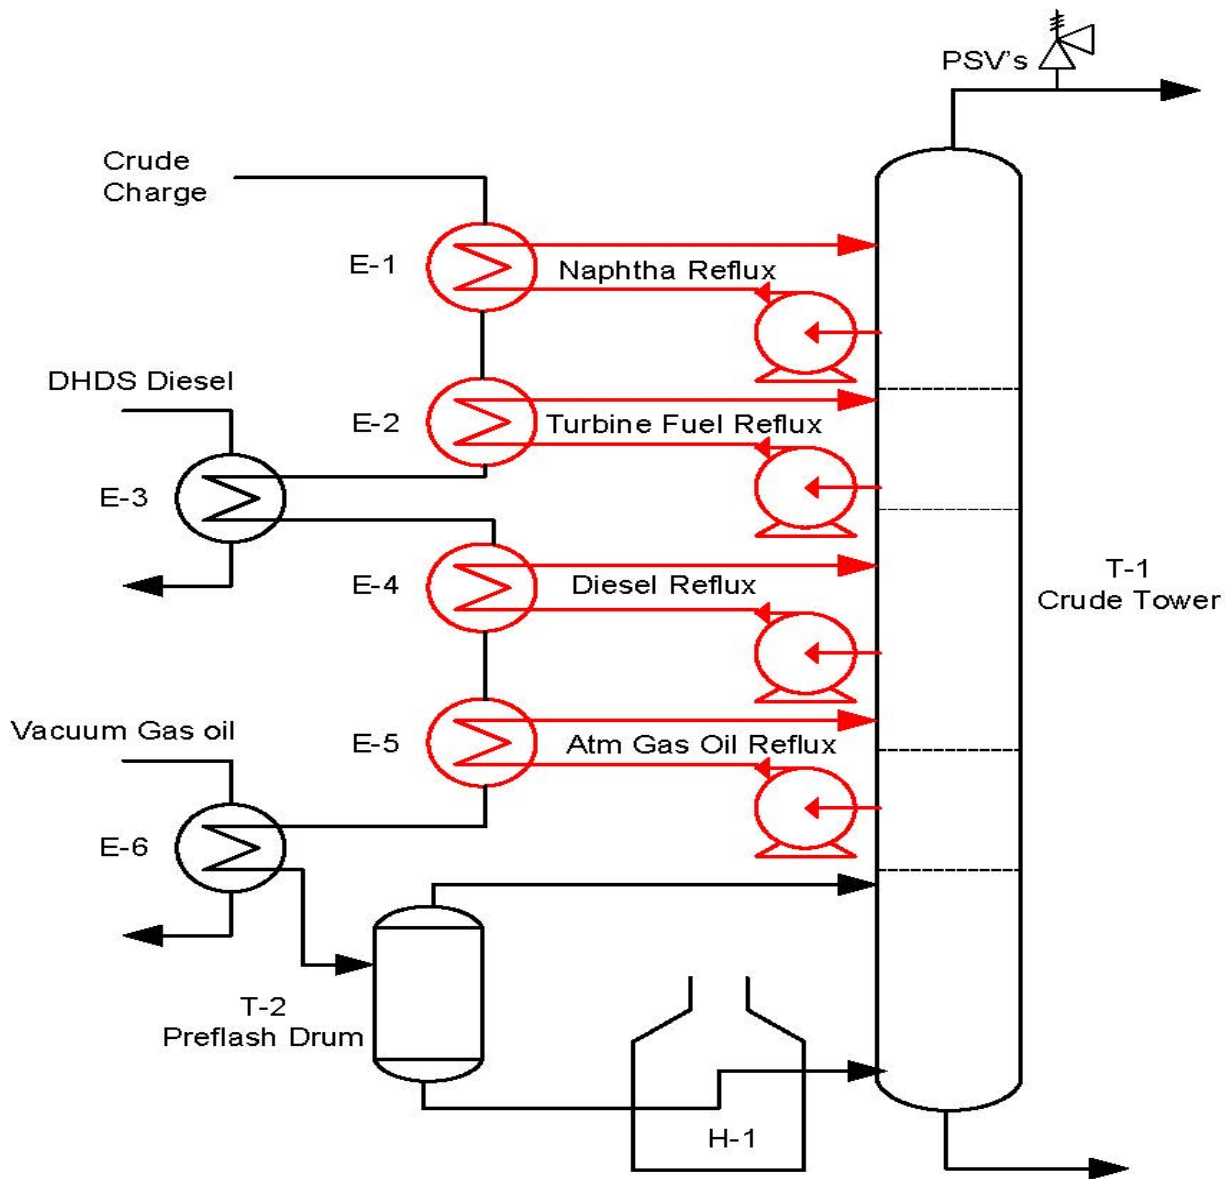 PSV's
Crude
Charge
E-1
Naphtha Reflux
DHDS Diesel
E-2
Turbine Fuel Reflux
E-3
E-4
Diesel Reflux
T-1
Crude Tower
Vacuum Gas oil
E-5
Atm Gas Oil Reflux
E-6
T-2
Preflash Drum
H-1